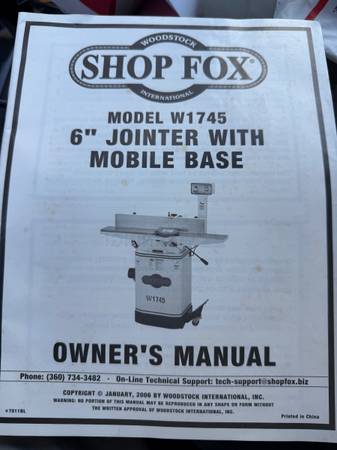 WOODSTOCK
SHOP FOX®
INTERNATIONAL
MODEL W1745
6" JOINTER WITH
MOBILE BASE
W1745
OWNER'S MANUAL
Phone: (360) 734-3482 · On-Line Technical Support: tech-support@shopfox.biz
COPYRIGHT © JANUARY, 2006 BY WOODSTOCK INTERNATIONAL, INC.
WARNING: NO PORTION OF THIS MANUAL MAY BE REPRODUCED IN ANY SHAPE OR FORM WITHOUT
THE WRITTEN APPROVAL OF WOODSTOCK INTERNATIONAL, INC.
Printed in China